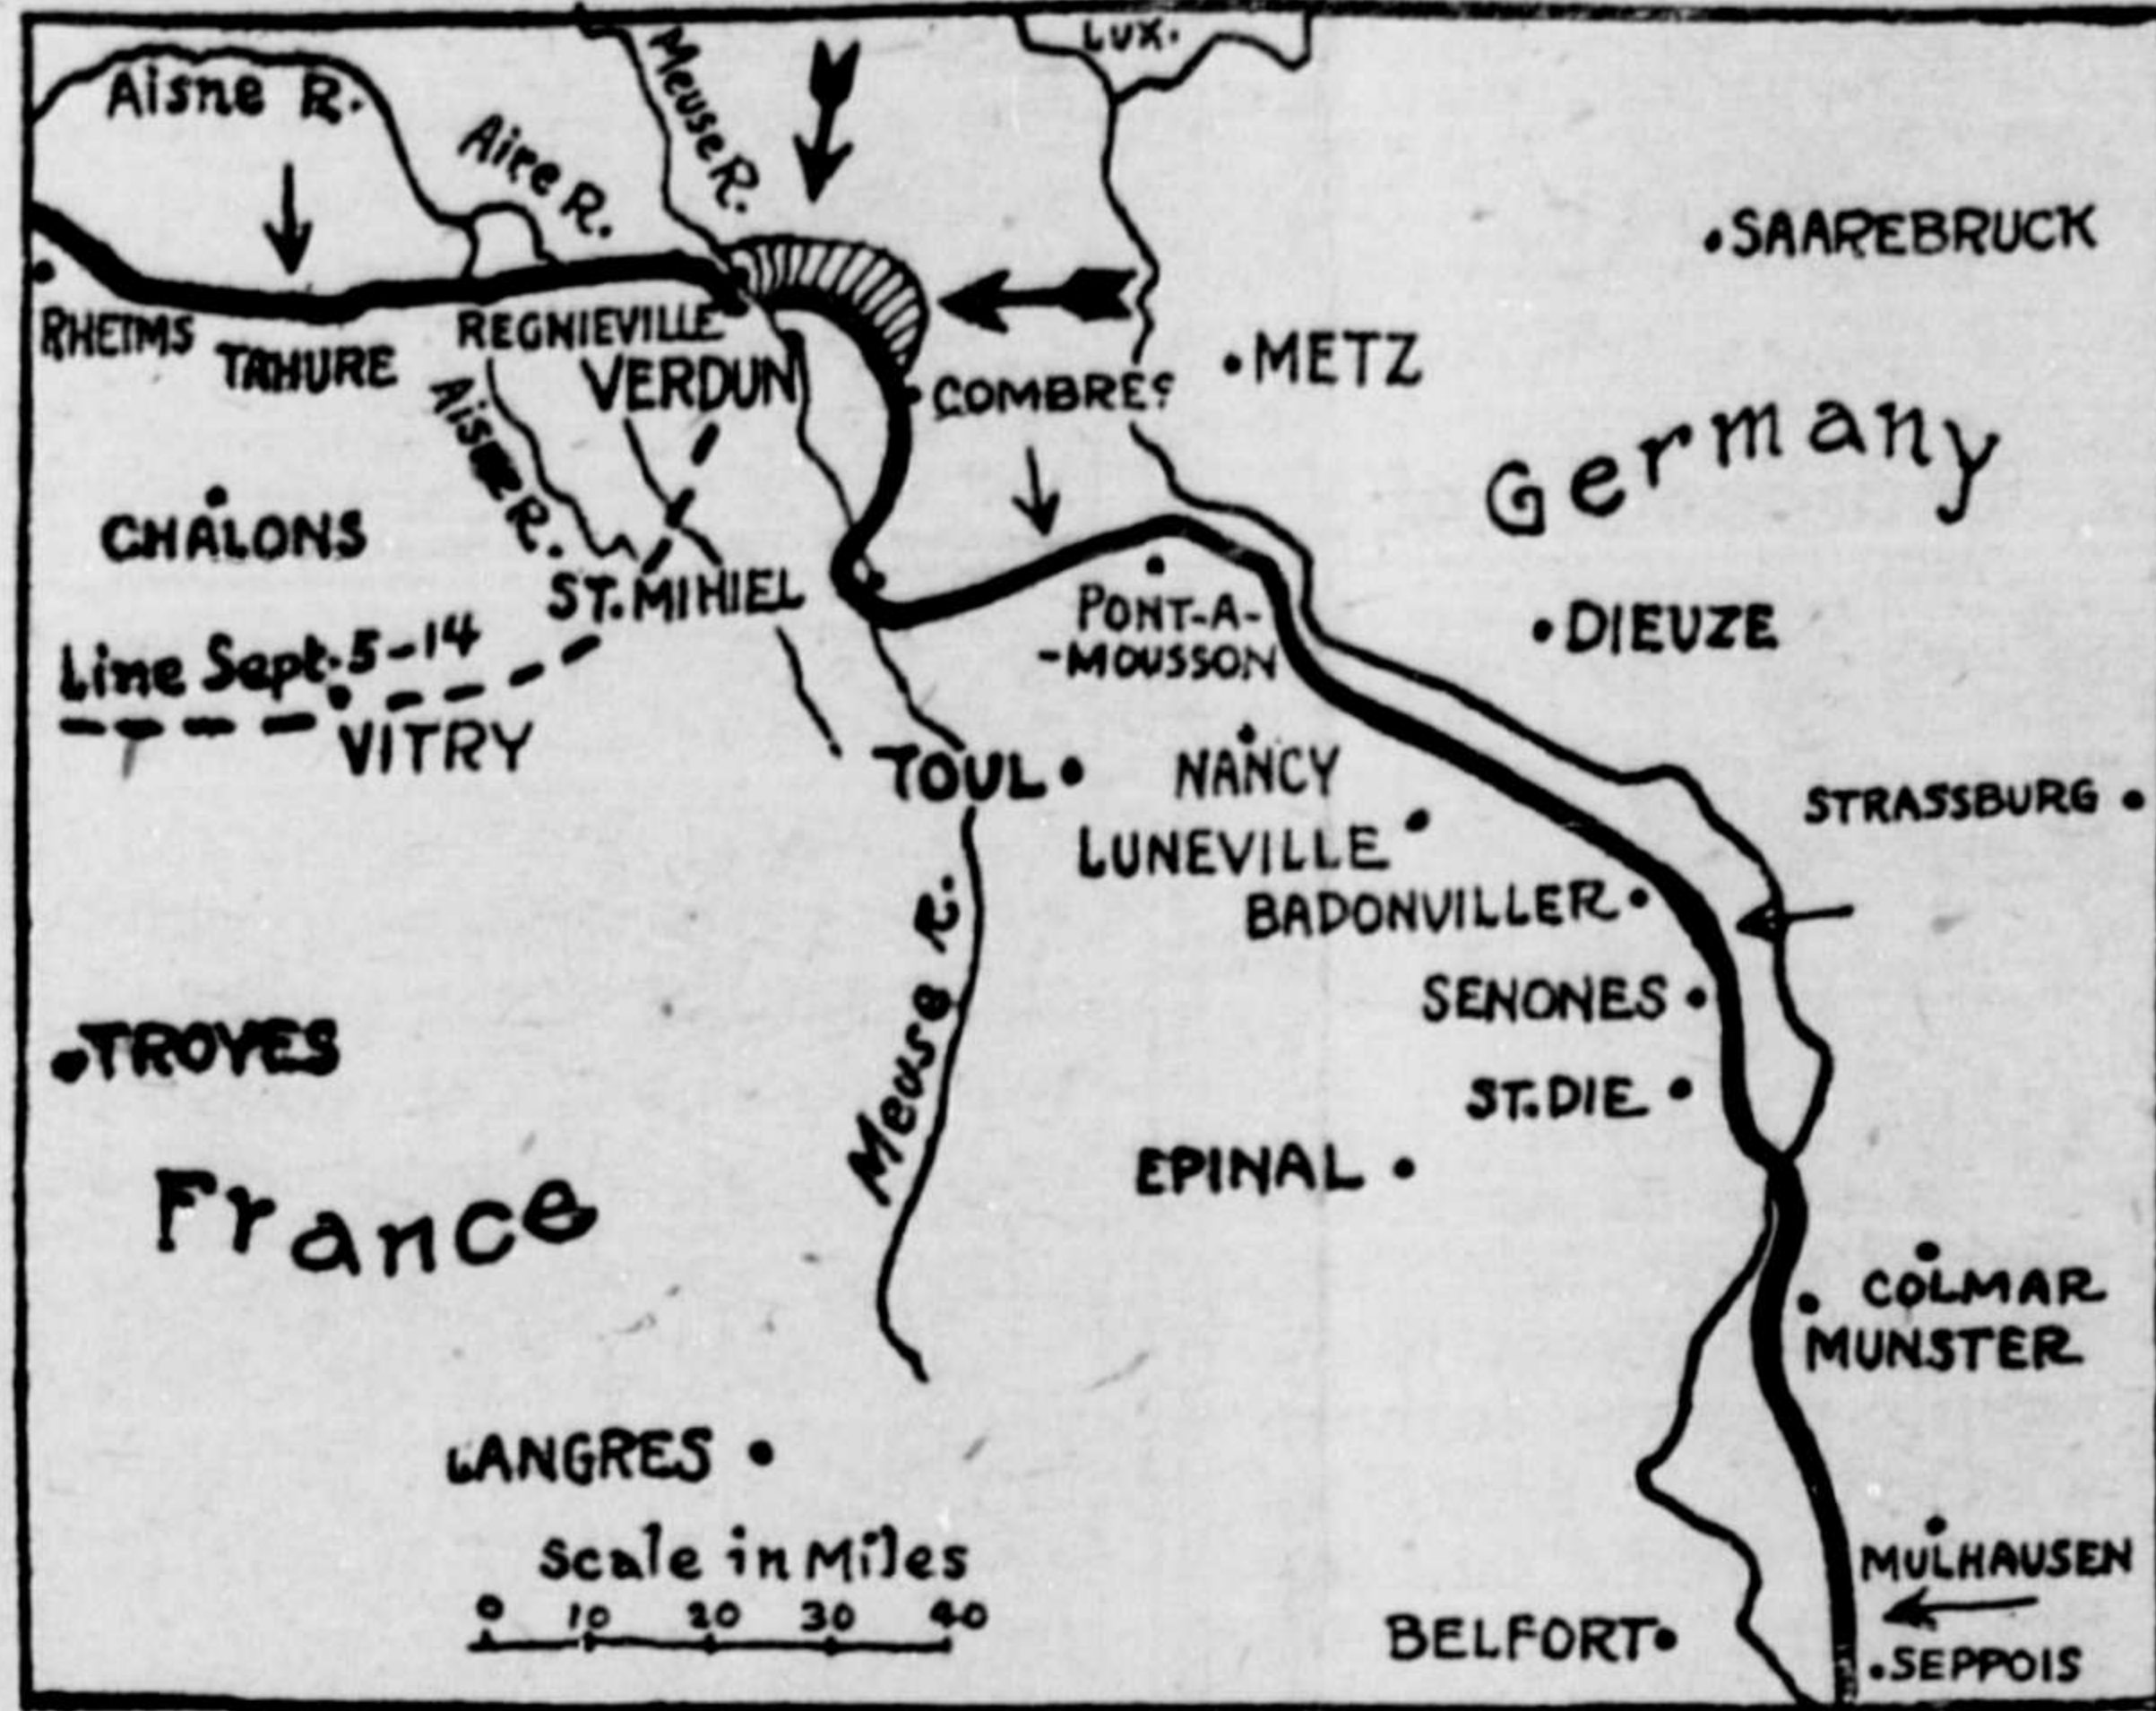 LUX.
Meuse R.
Aisne R.
Aire R.
SAAREBRUCK
RHEIMS
TAHURE
REGNIEVILLE
VERDUN
COMBRES
METZ
Germany
Aisne R.
CHALONS
ST. MIHIEL
PONT-A-
-MOUSSON
DIEUZE
Line Sept. 5-14
VITRY
TOUL
NANCY
STRASSBURG
LUNEVILLE
BADONVILLER
Meuse R.
SENONES
TROYES
ST. DIE
EPINAL
France
COLMAR
MUNSTER
LANGRES
Scale in Miles
0 10 20 30 40
MULHAUSEN
BELFORT
SEPPOIS